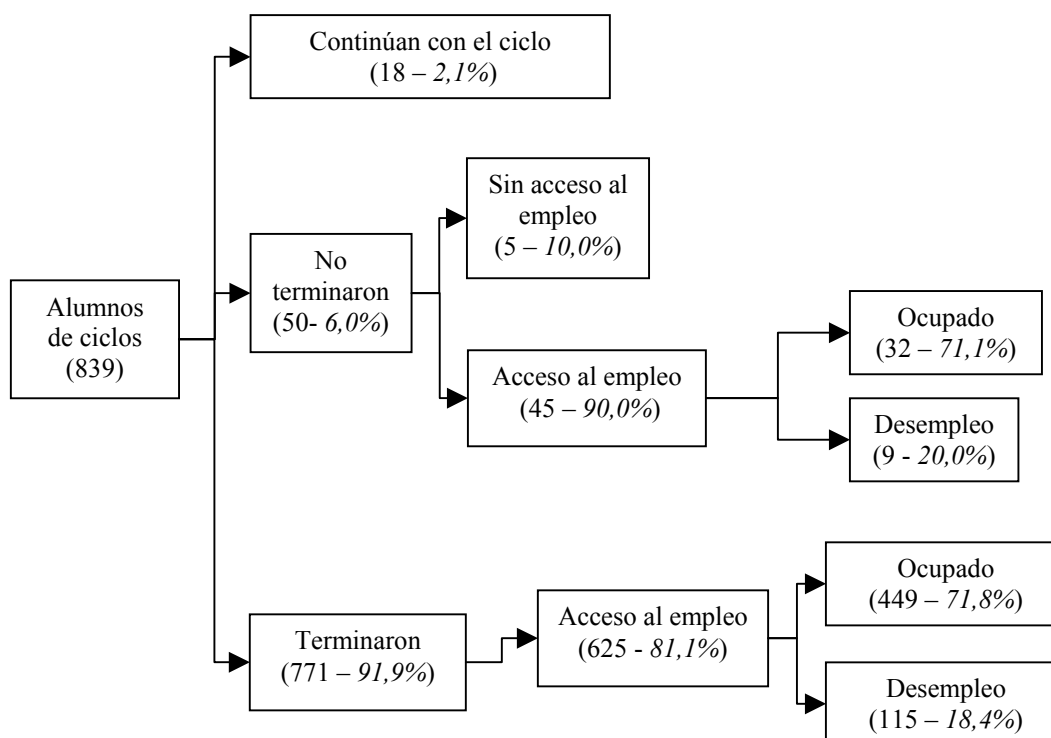 Continúan con el ciclo
(18 – 2,1%)
Sin acceso al
empleo
(5 – 10,0%)
No
terminaron
(50- 6,0%)
Alumnos
de ciclos
(839)
Acceso al empleo
(45 – 90,0%)
Ocupado
(32 – 71,1%)
Desempleo
(9 - 20,0%)
Terminaron
(771 – 91,9%)
Acceso al empleo
(625 - 81,1%)
Ocupado
(449 – 71,8%)
Desempleo
(115 – 18,4%)